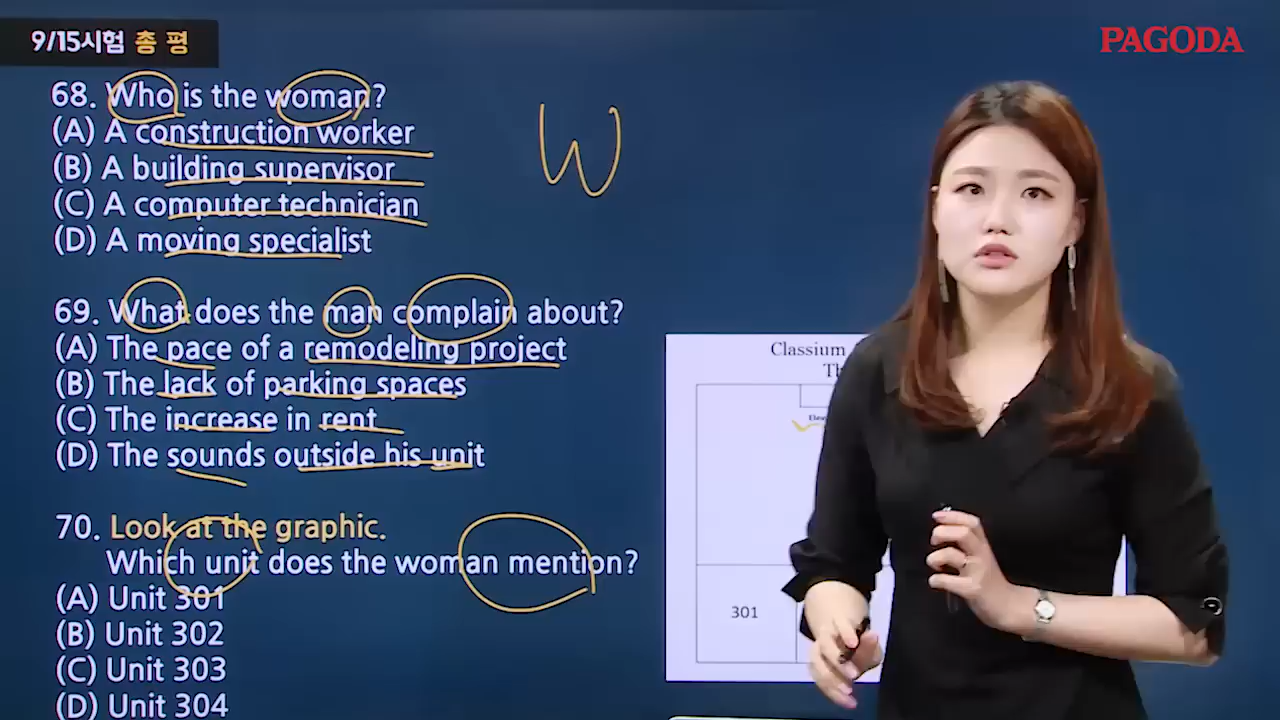 9/15시험 총평
PAGODA
68. Who is the woman?
(A) A construction worker
(B) A building supervisor
(C) A computer technician
(D) A moving specialist
W
69. What does the man complain about?
(A) The pace of a remodeling project
(B) The lack of parking spaces
(C) The increase in rent
(D) The sounds outside his unit
70. Look at the graphic.
Which unit does the woman mention?
(A) Unit 301
(B) Unit 302
(C) Unit 303
(D) Unit 304
Classium
301